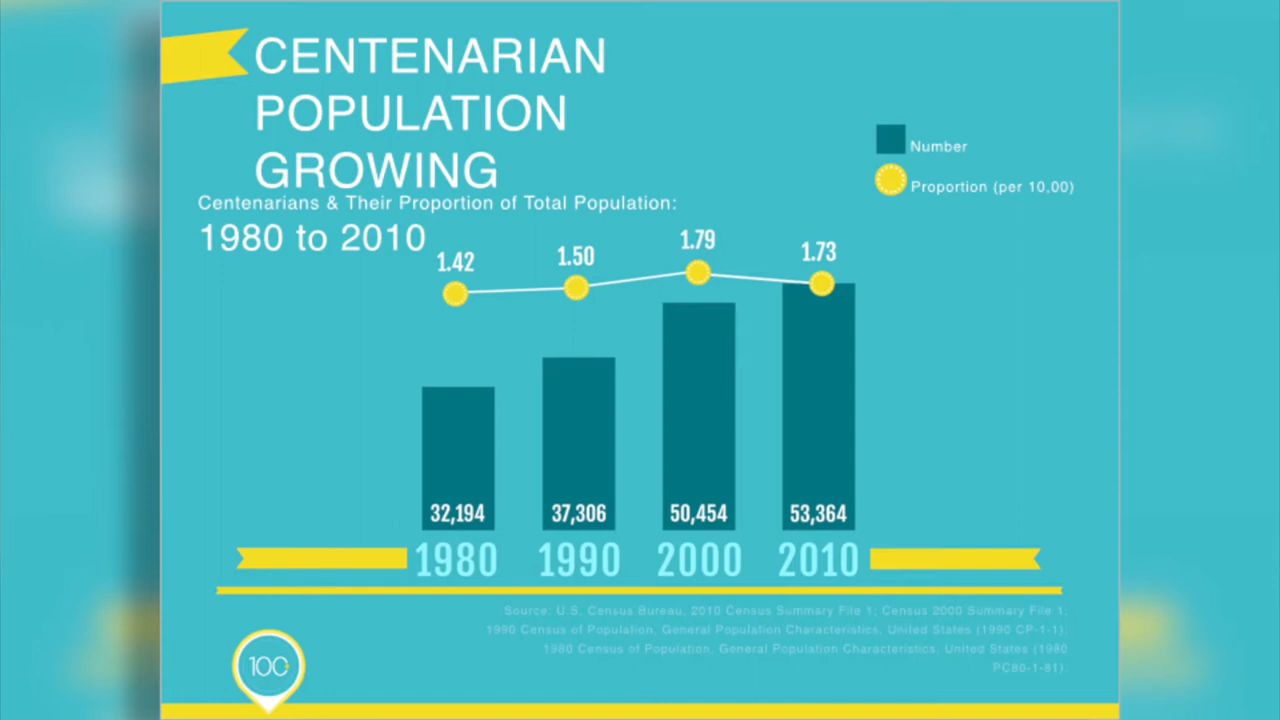 CENTENARIAN
POPULATION
GROWING
Centenarians & Their Proportion of Total Population:
1980 to 2010
Number
Proportion (per 10,00)
1.42 1.50 1.79 1.73
32,194 37,306 50,454 53,364
1980 1990 2000 2010
Source: U.S. Census Bureau, 2010 Census Summary File 1; Census 2000 Summary File 1;
1990 Census of Population, General Population Characteristics, United States (1990 CP-1-1);
1980 Census of Population, General Population Characteristics, United States (1980
PC80-1-B1).
100+